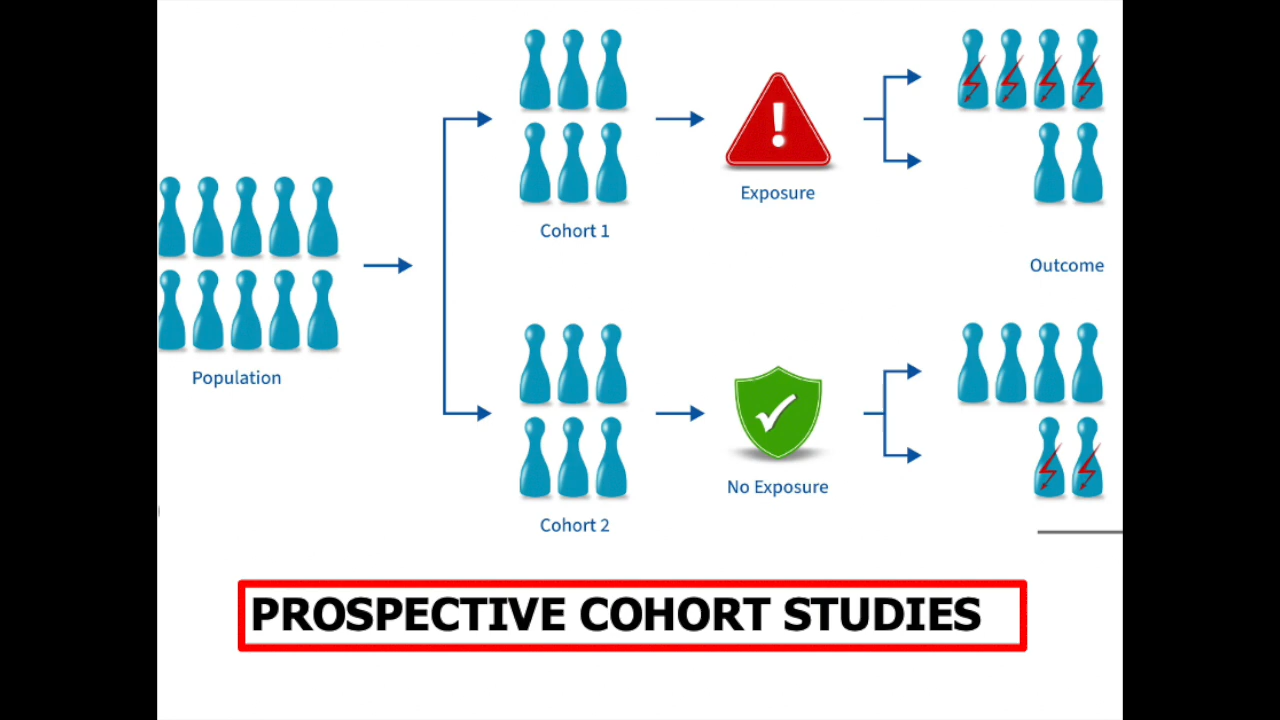 Population
Cohort 1
Exposure
Outcome
Cohort 2
No Exposure
PROSPECTIVE COHORT STUDIES